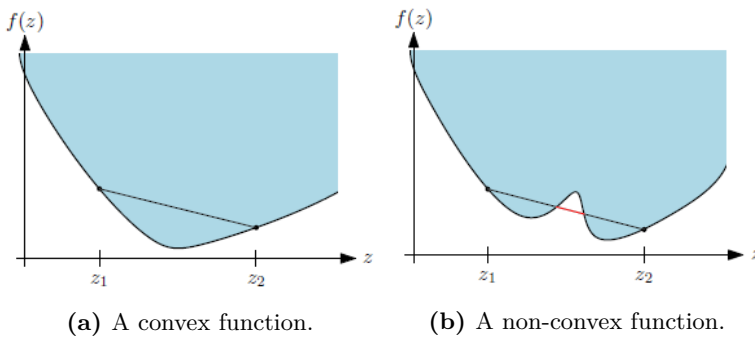 f(z)
f(z)
z
z
z₁
z₂
z₁
z₂
(a) A convex function.
(b) A non-convex function.